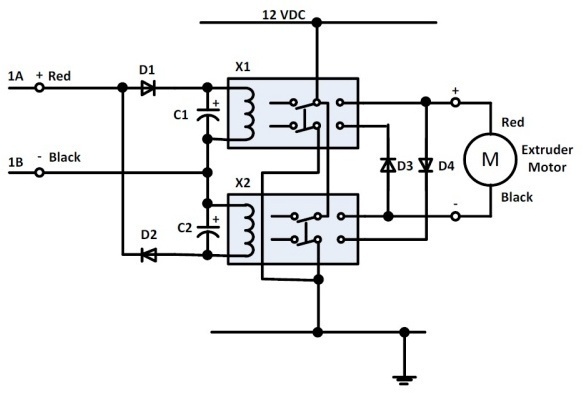 12 VDC
X1
D1
1A + Red
+
C1
+
Red
1B - Black
D3
D4
M
Extruder
Motor
X2
Black
+
C2
-
D2